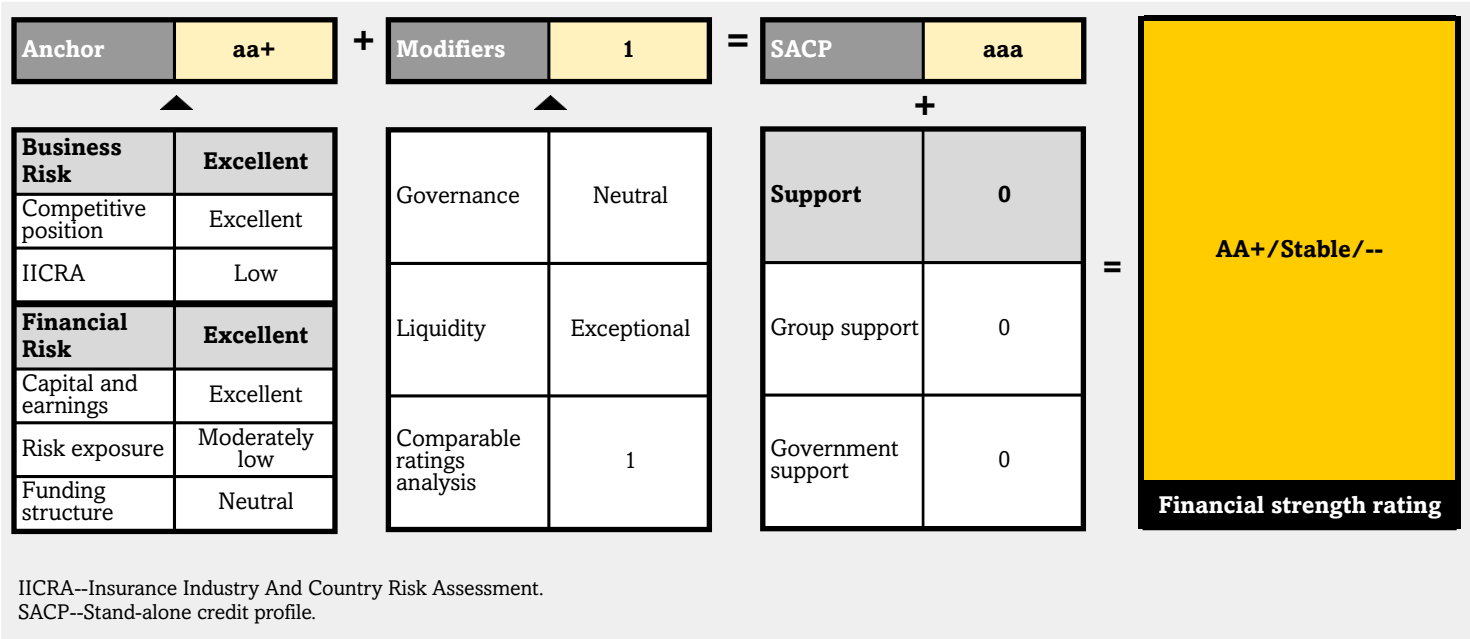 Anchor aa+ + Modifiers 1 = SACP aaa
+
Business
Risk
Excellent
Competitive
position
Excellent
IICRA Low
Financial
Risk
Excellent
Capital and
earnings
Excellent
Risk exposure
Moderately
low
Funding
structure
Neutral
Governance Neutral
Liquidity Exceptional
Comparable
ratings
analysis
1
Support 0
Group support 0
Government
support
0
=
AA+/Stable/--
Financial strength rating
IICRA--Insurance Industry And Country Risk Assessment.
SACP--Stand-alone credit profile.